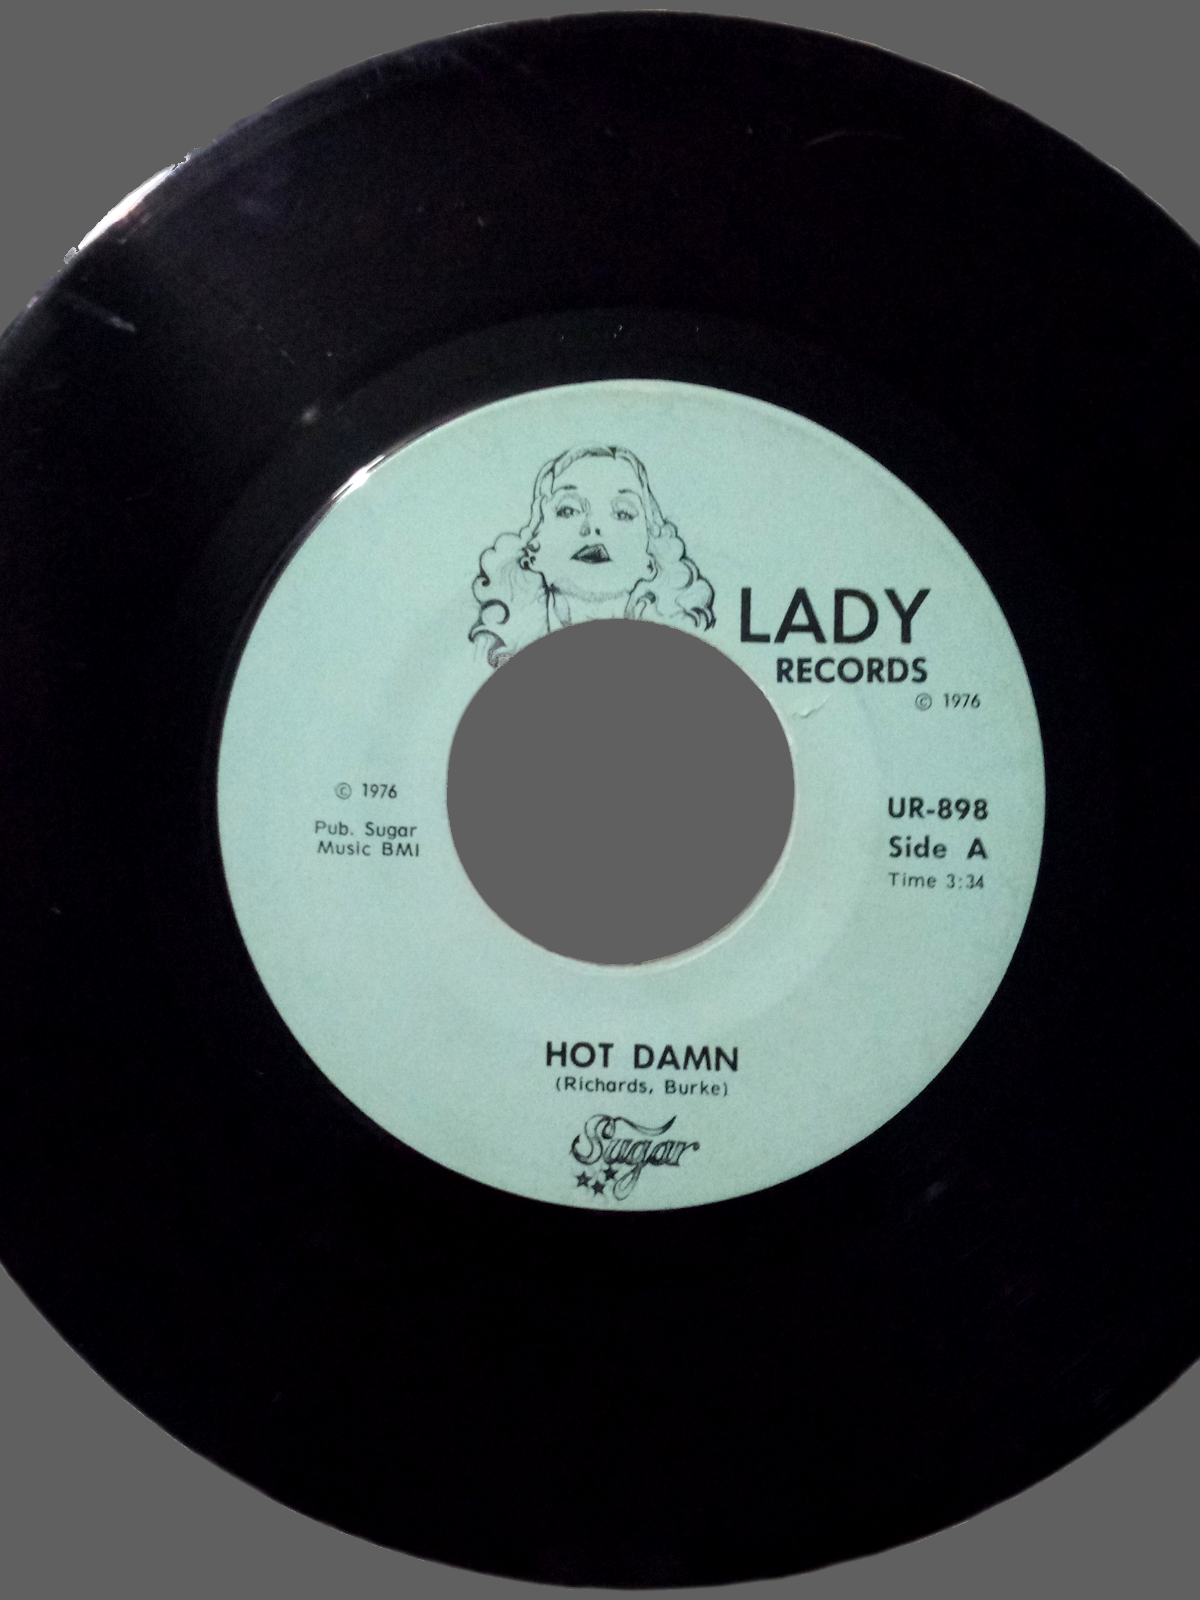 LADY
RECORDS
© 1976
© 1976
Pub. Sugar
Music BMI
UR-898
Side A
Time 3:34
HOT DAMN
(Richards, Burke)
Sugar